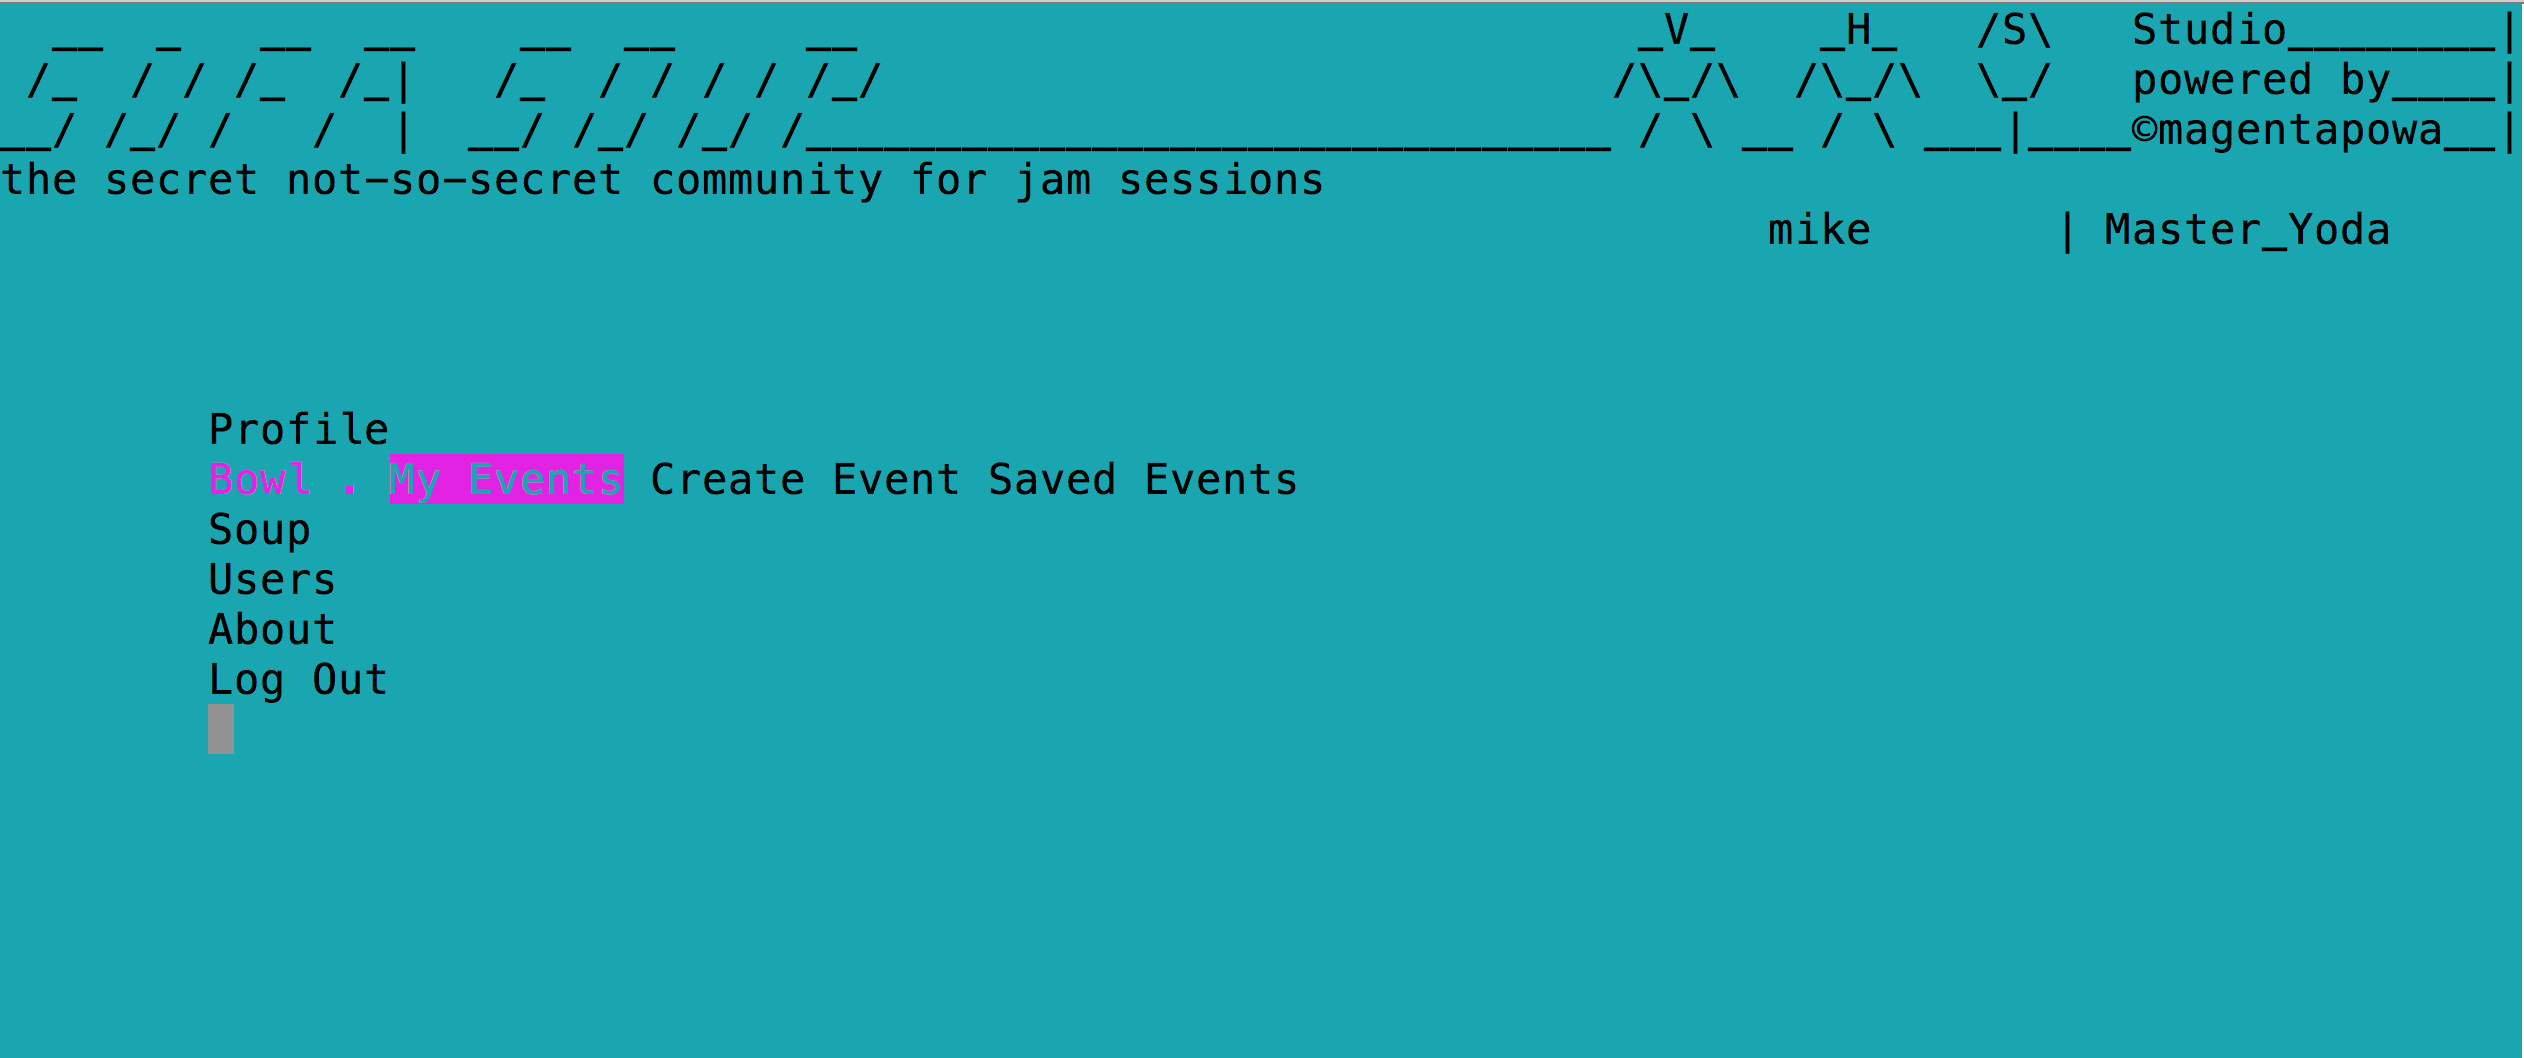 __  _   __  __    __  __     __                              _V_    _H_   /S\   Studio________|
 /_  / / /_  /_|   /_  / / / / /_/                            /\_/\  /\_/\  \_/   powered by____|
__/ /_/ /   /  |  __/ /_/ /_/ /_______________________________ / \ __ / \ ___|____©magentapowa__|
the secret not-so-secret community for jam sessions
mike       | Master_Yoda
Profile
Bowl . My Events Create Event Saved Events
Soup
Users
About
Log Out